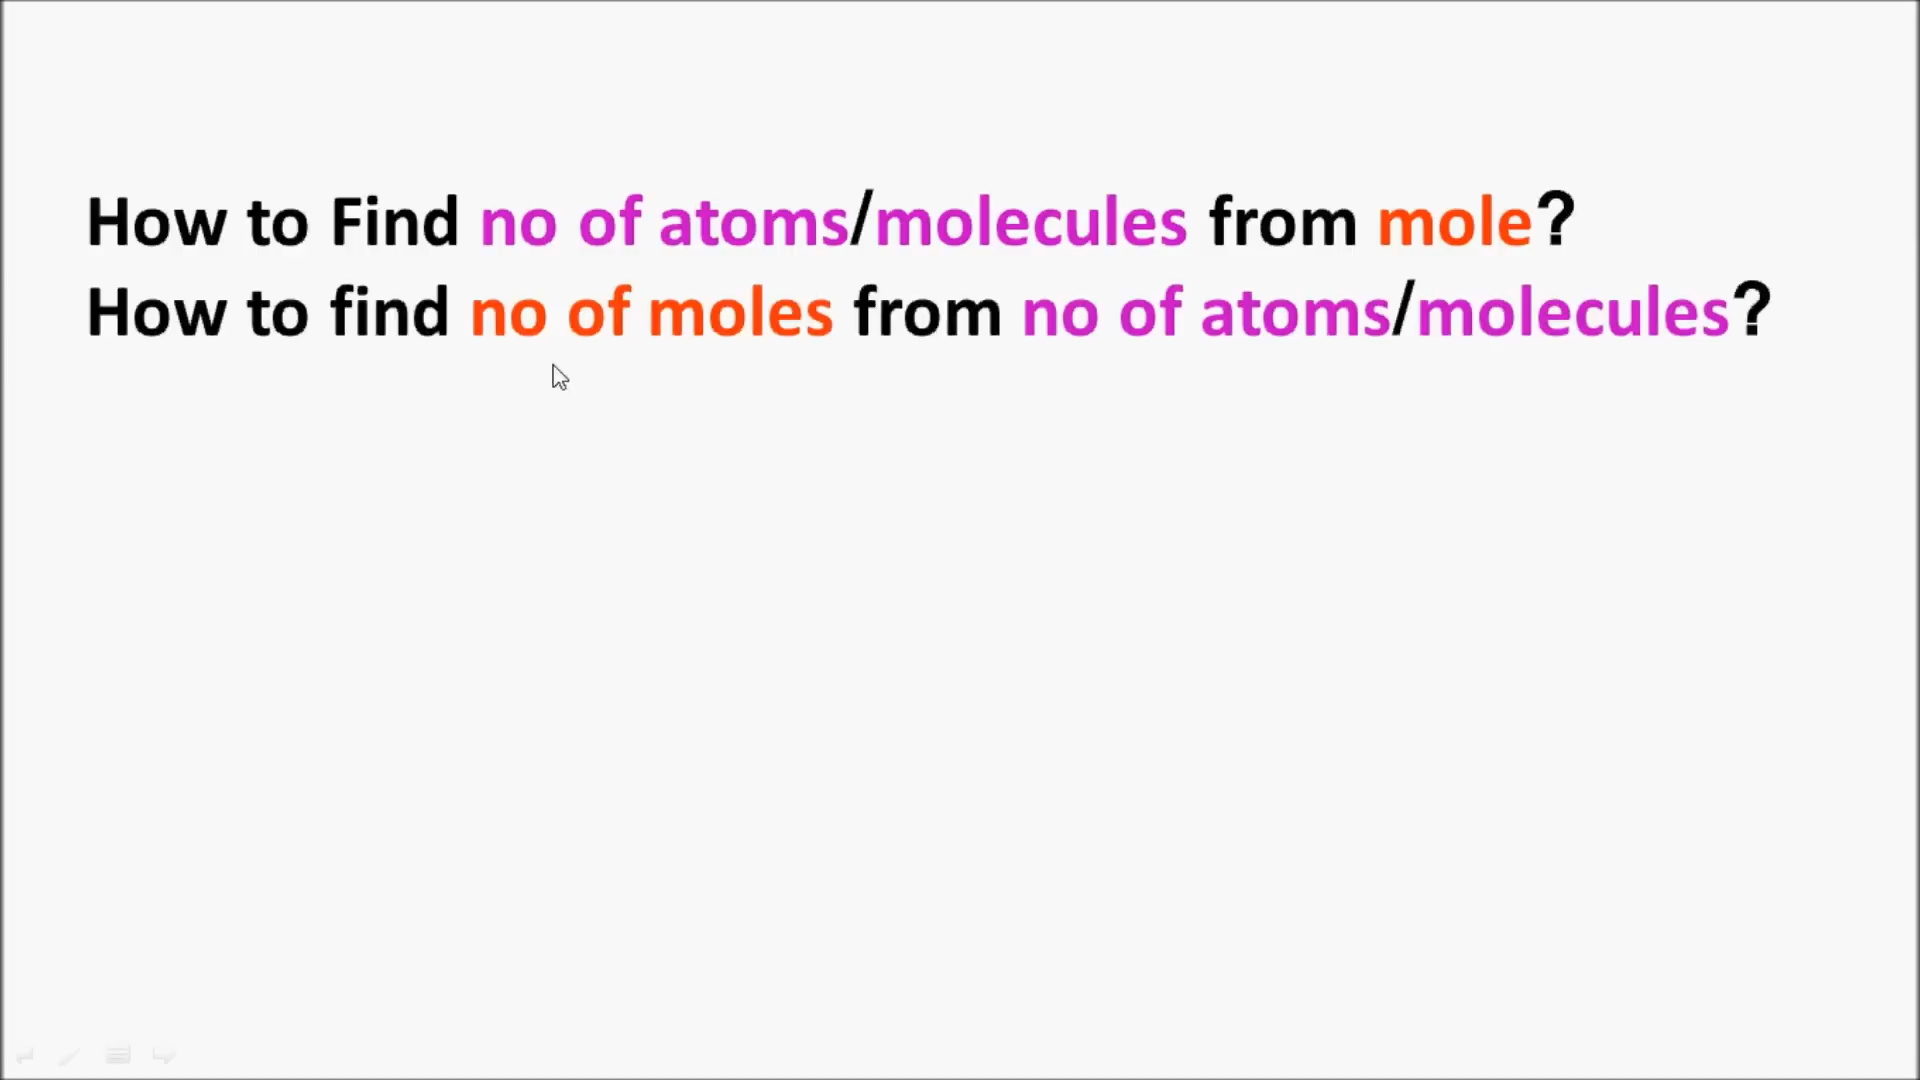 How to Find no of atoms/molecules from mole?
How to find no of moles from no of atoms/molecules?